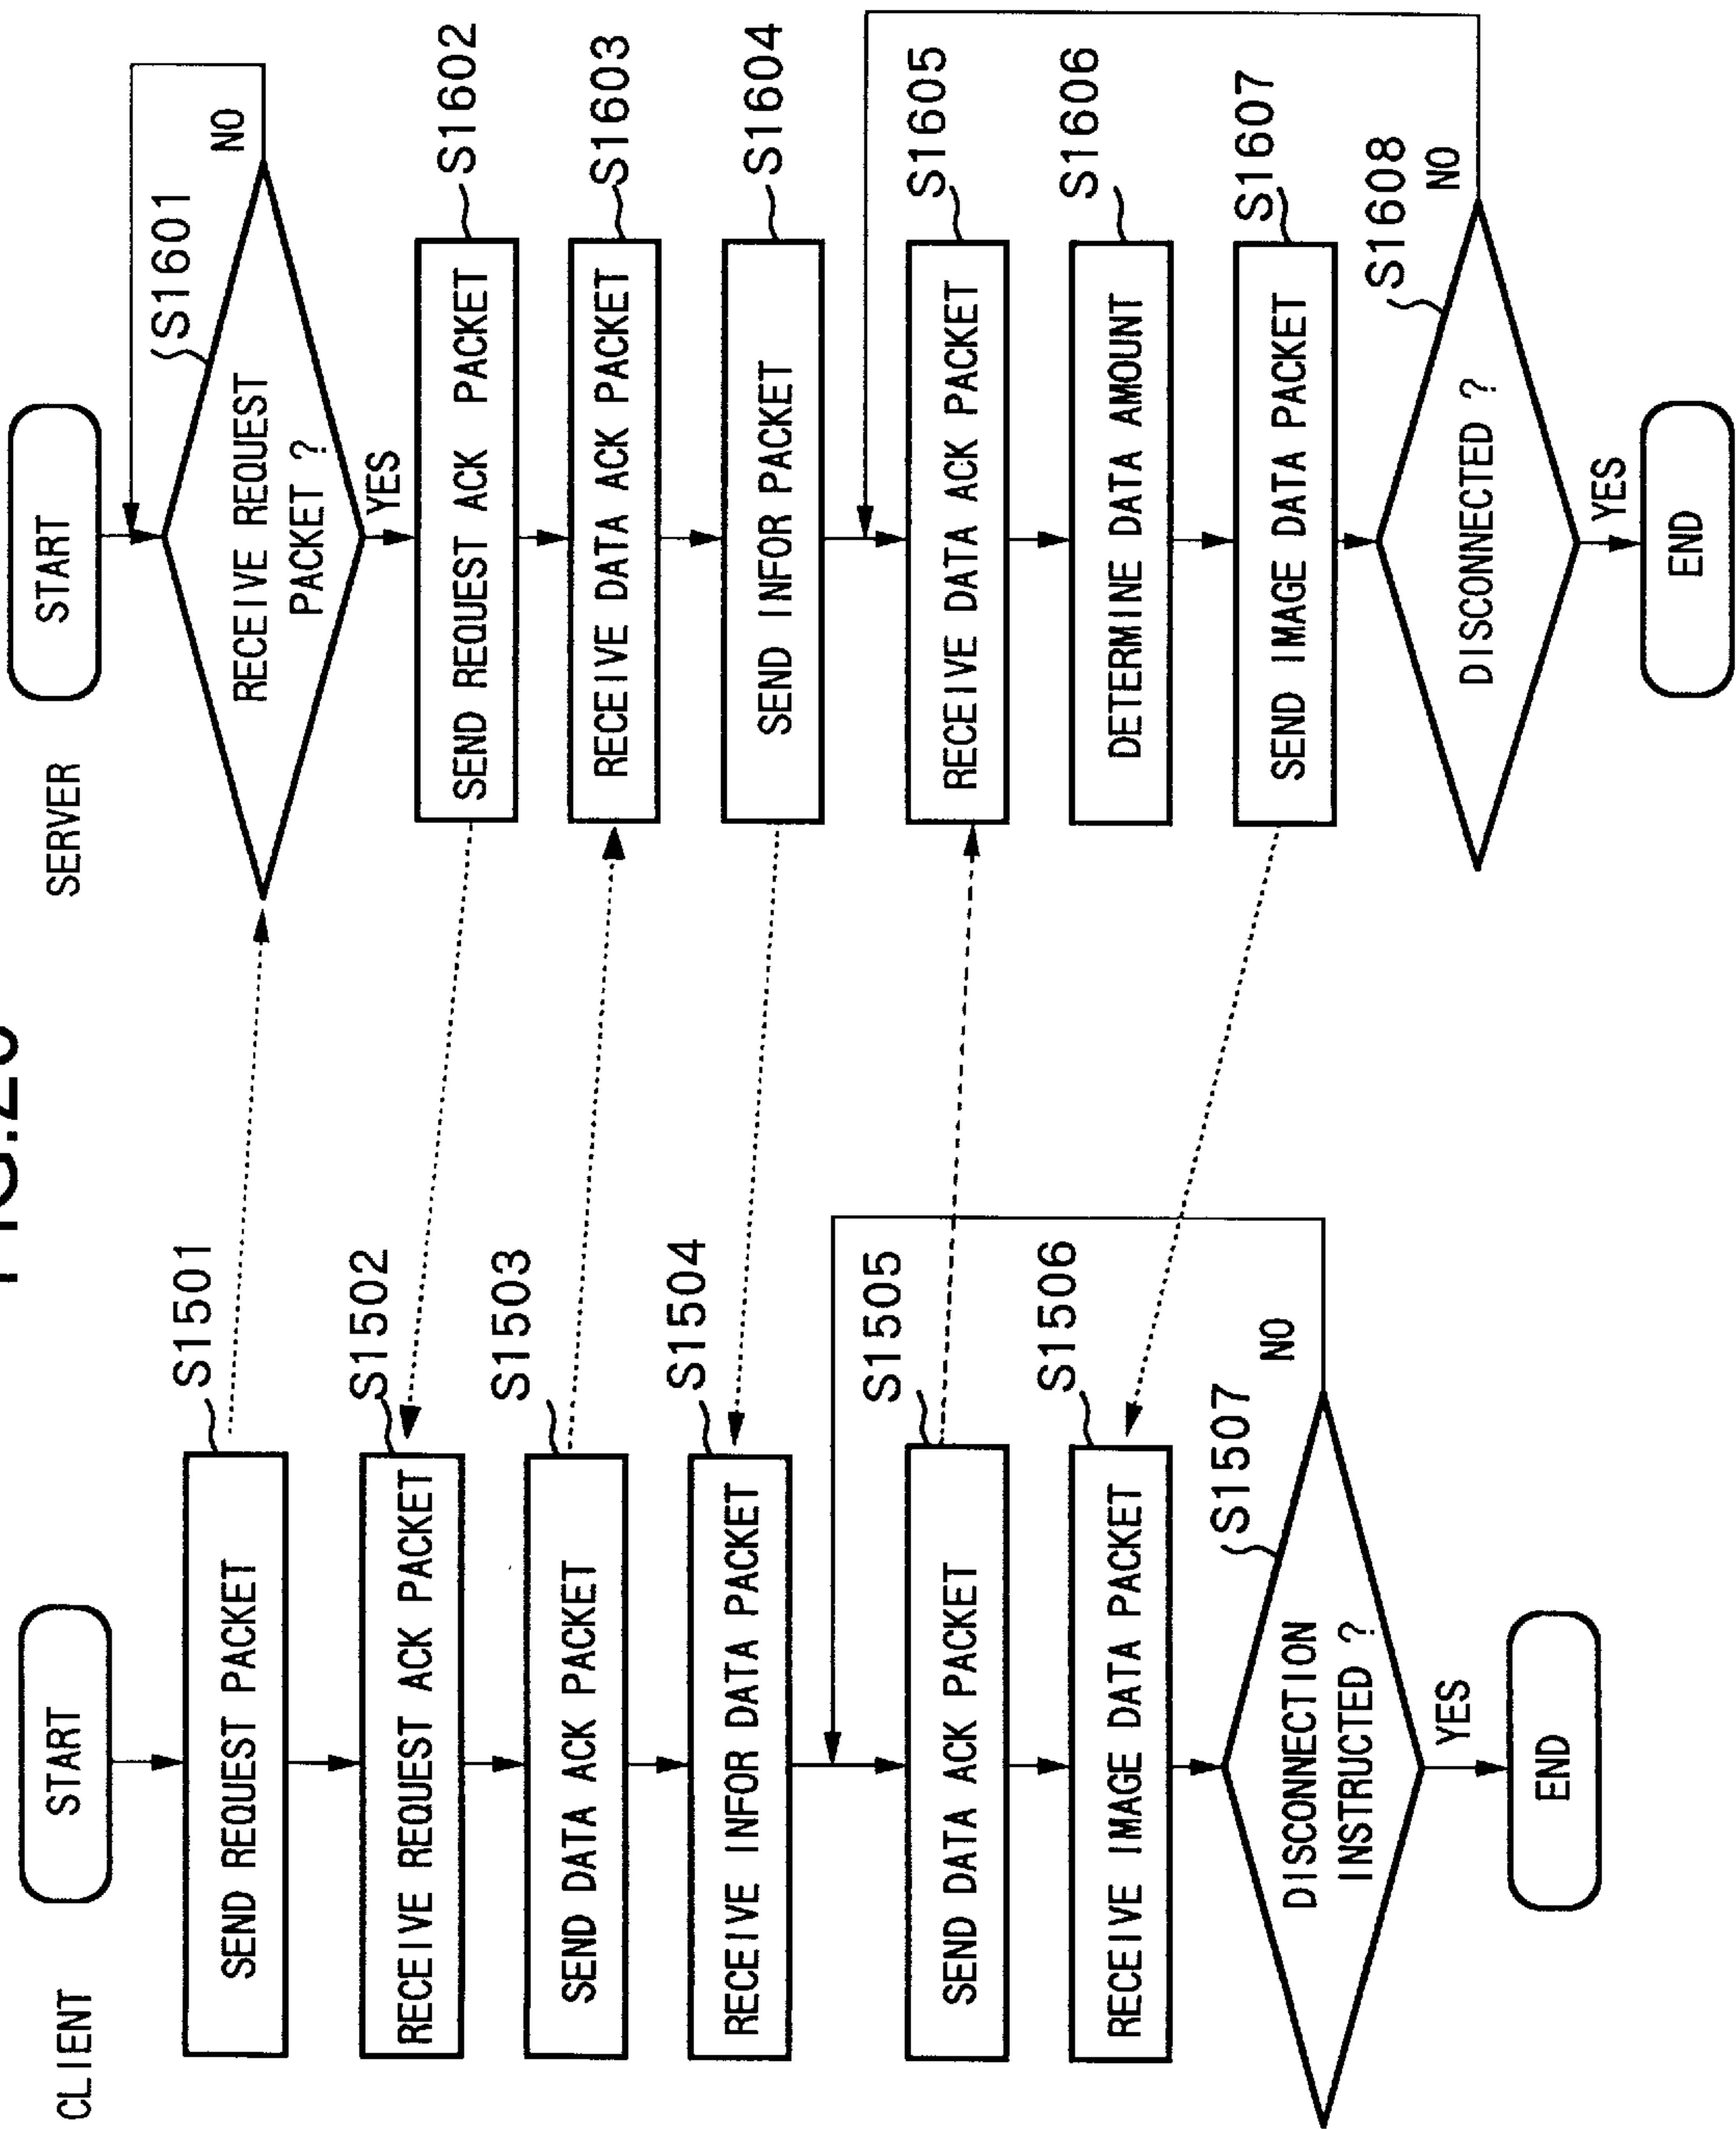 CLIENT
START
SEND REQUEST PACKET
S1501
RECEIVE REQUEST ACK PACKET
S1502
SEND DATA ACK PACKET
S1503
RECEIVE INFOR DATA PACKET
S1504
SEND DATA ACK PACKET
S1505
RECEIVE IMAGE DATA PACKET
S1506
DISCONNECTION
INSTRUCTED ?
S1507
NO
YES
END
SERVER
START
RECEIVE REQUEST
PACKET ?
S1601
NO
YES
SEND REQUEST ACK PACKET
S1602
RECEIVE DATA ACK PACKET
S1603
SEND INFOR PACKET
S1604
RECEIVE DATA ACK PACKET
S1605
DETERMINE DATA AMOUNT
S1606
SEND IMAGE DATA PACKET
S1607
DISCONNECTED ?
S1608
NO
YES
END